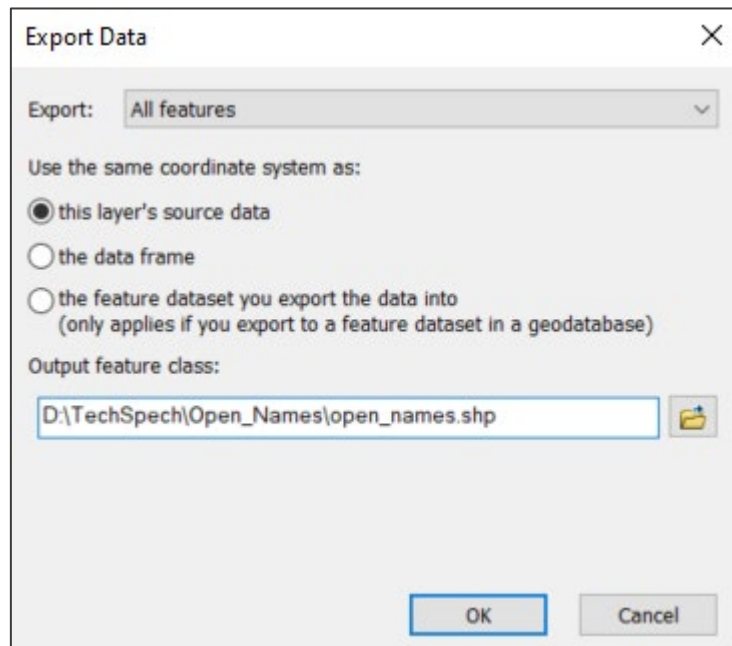 Export Data
Export: All features
Use the same coordinate system as:
this layer's source data
the data frame
the feature dataset you export the data into
(only applies if you export to a feature dataset in a geodatabase)
Output feature class:
D:\TechSpech\Open_Names\open_names.shp
OK Cancel